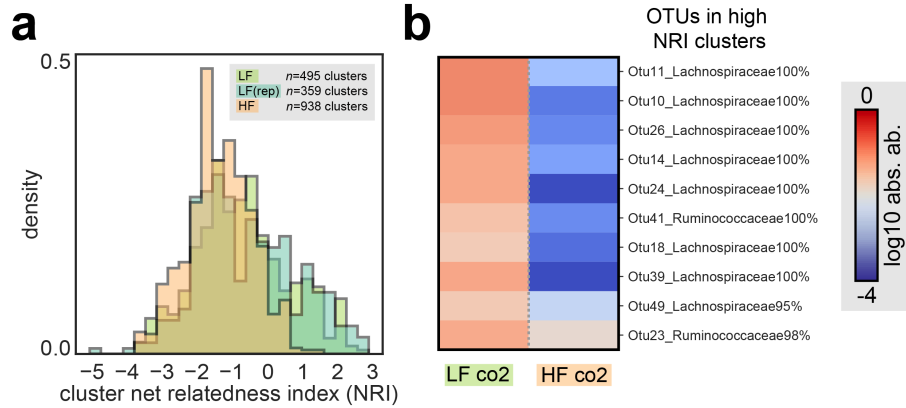 a
0.5
0.0
density
LF n=495 clusters
LF(rep) n=359 clusters
HF n=938 clusters
−5 −4 −3 −2 −1 0 1 2 3
cluster net relatedness index (NRI)
b
OTUs in high
NRI clusters
Otu11_Lachnospiraceae100%
Otu10_Lachnospiraceae100%
Otu26_Lachnospiraceae100%
Otu14_Lachnospiraceae100%
Otu24_Lachnospiraceae100%
Otu41_Ruminococcaceae100%
Otu18_Lachnospiraceae100%
Otu39_Lachnospiraceae100%
Otu49_Lachnospiraceae95%
Otu23_Ruminococcaceae98%
LF co2 HF co2
0
log10 abs. ab.
-4